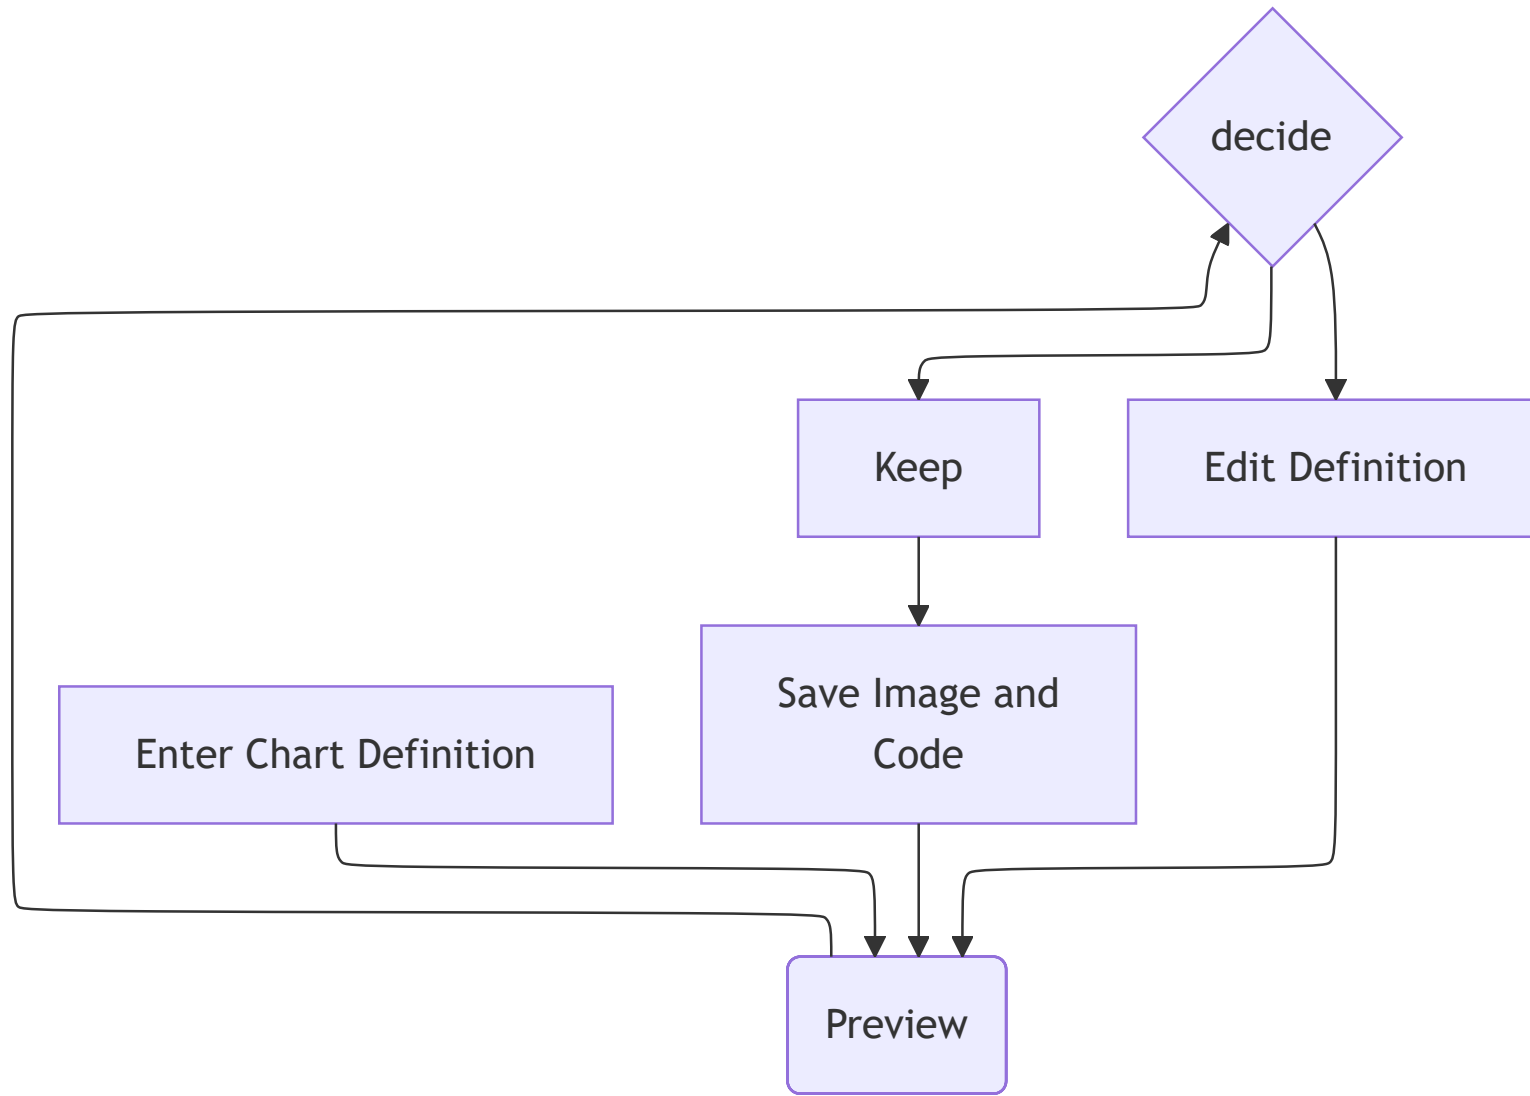 decide
Keep
Edit Definition
Save Image and
Code
Enter Chart Definition
Preview